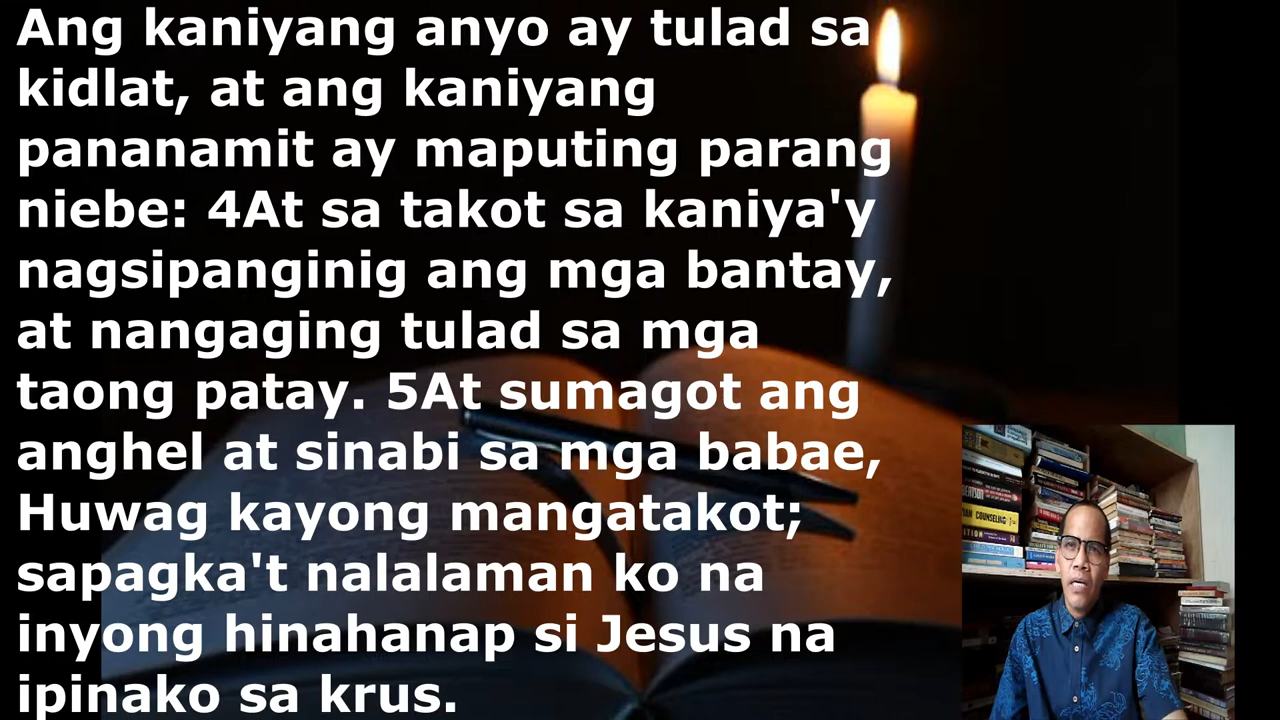 Ang kaniyang anyo ay tulad sa
kidlat, at ang kaniyang
pananamit ay maputing parang
niebe: 4At sa takot sa kaniya'y
nagsipanginig ang mga bantay,
at nangaging tulad sa mga
taong patay. 5At sumagot ang
anghel at sinabi sa mga babae,
Huwag kayong mangatakot;
sapagka't nalalaman ko na
inyong hinahanap si Jesus na
ipinako sa krus.
COUNSELING